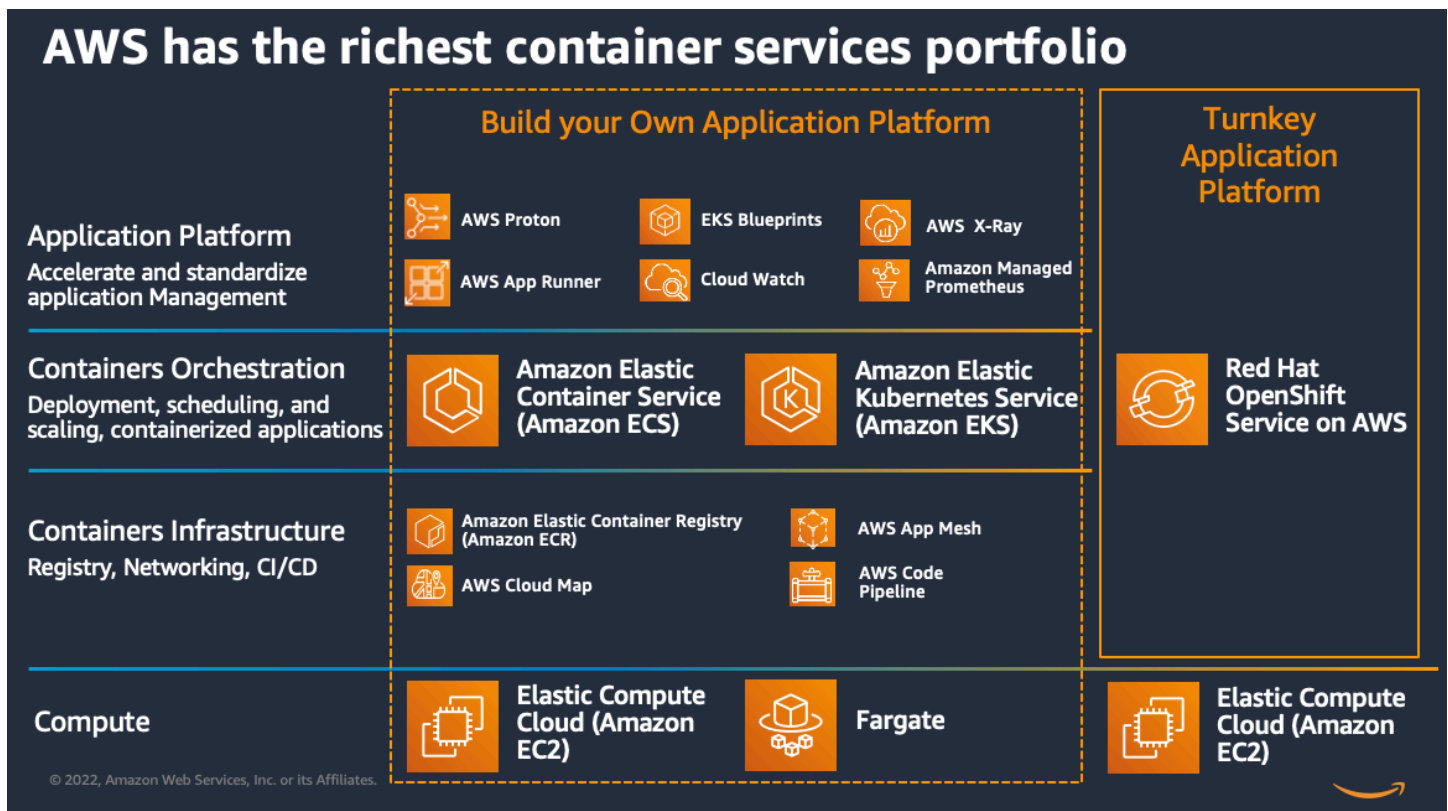 AWS has the richest container services portfolio
Build your Own Application Platform
Turnkey
Application
Platform
Application Platform
Accelerate and standardize
application Management
AWS Proton
EKS Blueprints
AWS X-Ray
AWS App Runner
Cloud Watch
Amazon Managed
Prometheus
Containers Orchestration
Deployment, scheduling, and
scaling, containerized applications
Amazon Elastic
Container Service
(Amazon ECS)
K
Amazon Elastic
Kubernetes Service
(Amazon EKS)
Red Hat
OpenShift
Service on AWS
Containers Infrastructure
Registry, Networking, CI/CD
Amazon Elastic Container Registry
(Amazon ECR)
AWS App Mesh
AWS Cloud Map
AWS Code
Pipeline
Compute
Elastic Compute
Cloud (Amazon
EC2)
Fargate
Elastic Compute
Cloud (Amazon
EC2)
© 2022, Amazon Web Services, Inc. or its Affiliates.